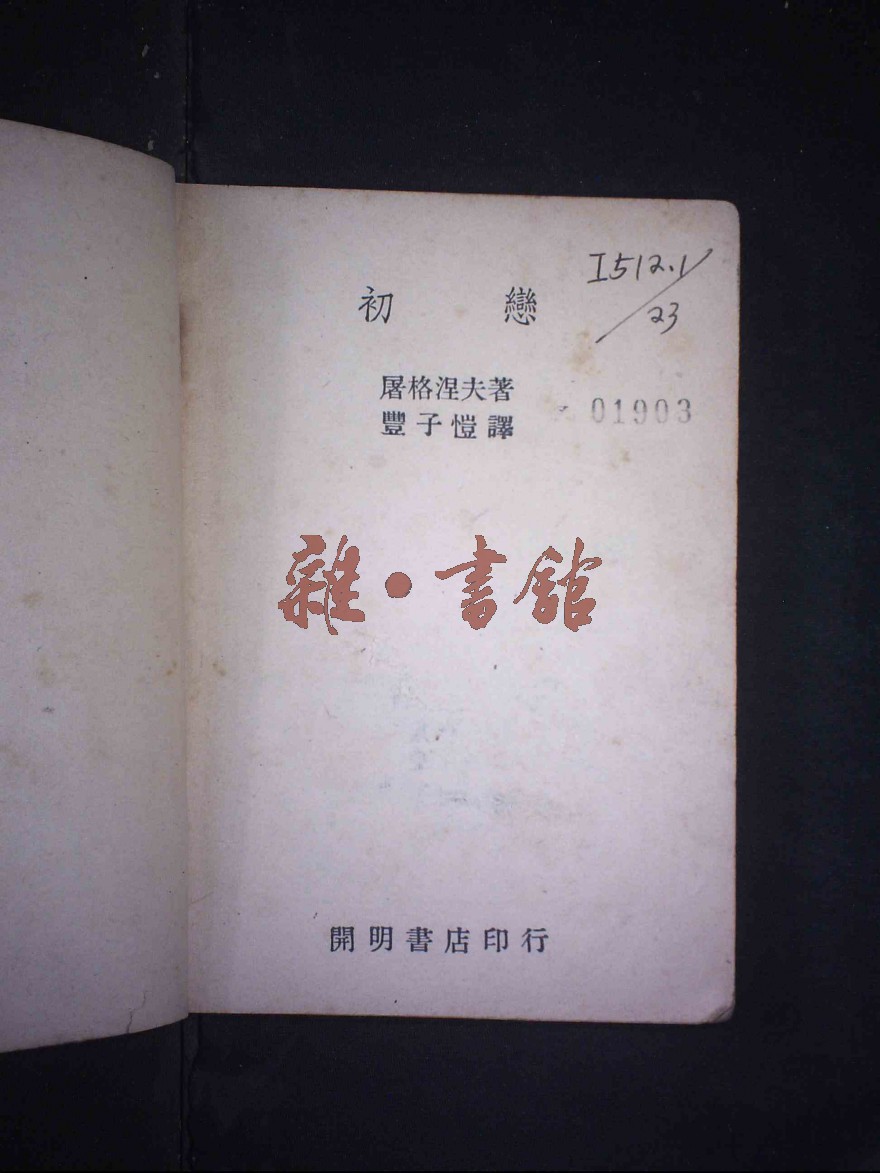 初戀
I512.1/
23
屠格涅夫著
豐子愷譯
01903
雜·書館
開明書店印行